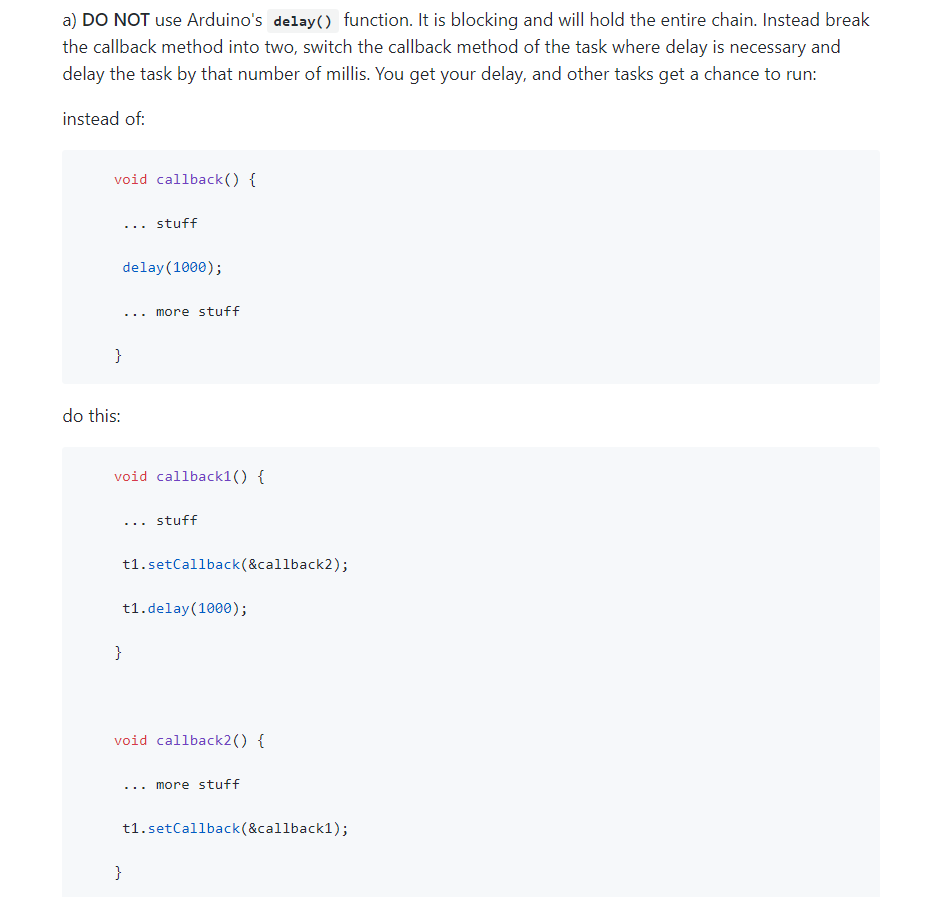 a) DO NOT use Arduino's delay() function. It is blocking and will hold the entire chain. Instead break
the callback method into two, switch the callback method of the task where delay is necessary and
delay the task by that number of millis. You get your delay, and other tasks get a chance to run:
instead of:
void callback() {
... stuff
delay(1000);
... more stuff
}
do this:
void callback1() {
... stuff
t1.setCallback(&callback2);
t1.delay(1000);
}
void callback2() {
... more stuff
t1.setCallback(&callback1);
}